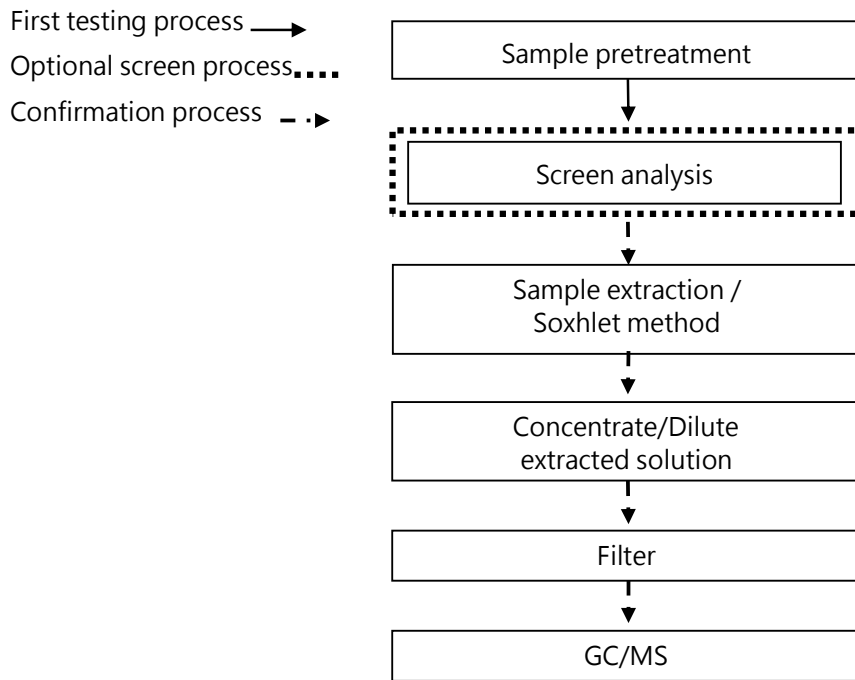 First testing process
Optional screen process
Confirmation process
Sample pretreatment
Screen analysis
Sample extraction /
Soxhlet method
Concentrate/Dilute
extracted solution
Filter
GC/MS